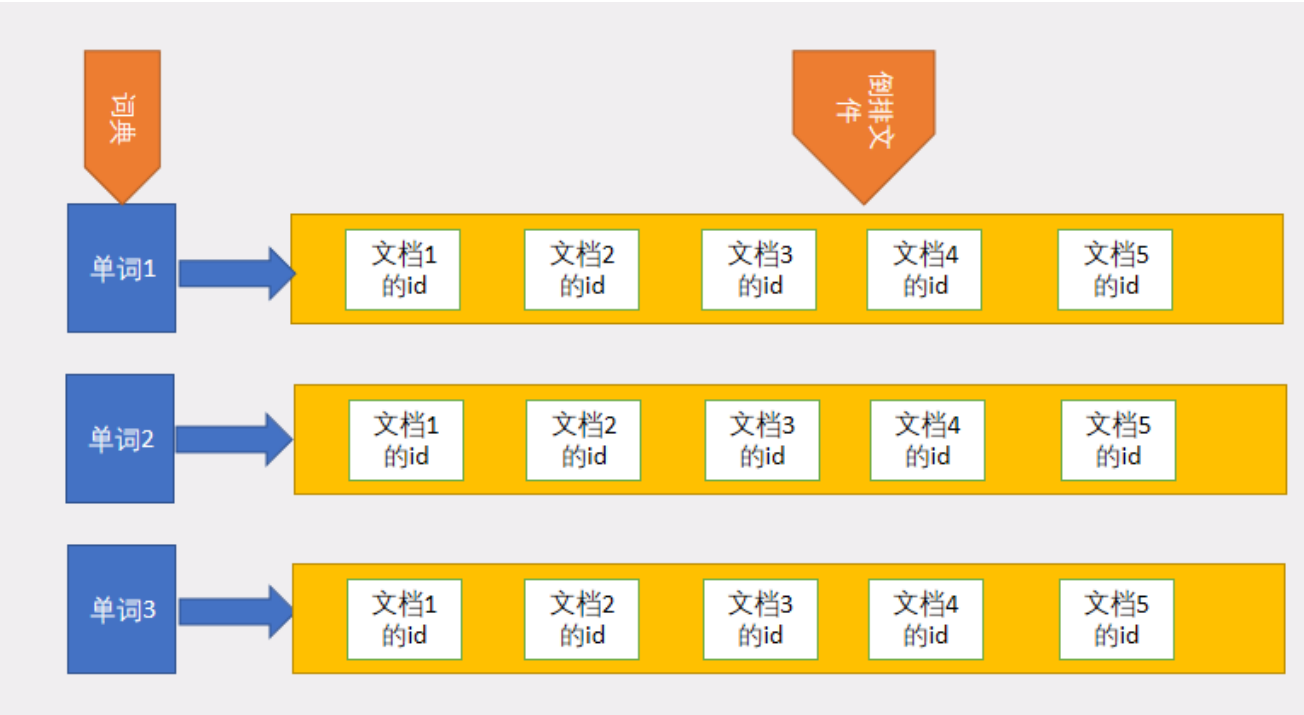 词典
倒排文
件
单词1
文档1
的id
文档2
的id
文档3
的id
文档4
的id
文档5
的id
单词2
文档1
的id
文档2
的id
文档3
的id
文档4
的id
文档5
的id
单词3
文档1
的id
文档2
的id
文档3
的id
文档4
的id
文档5
的id